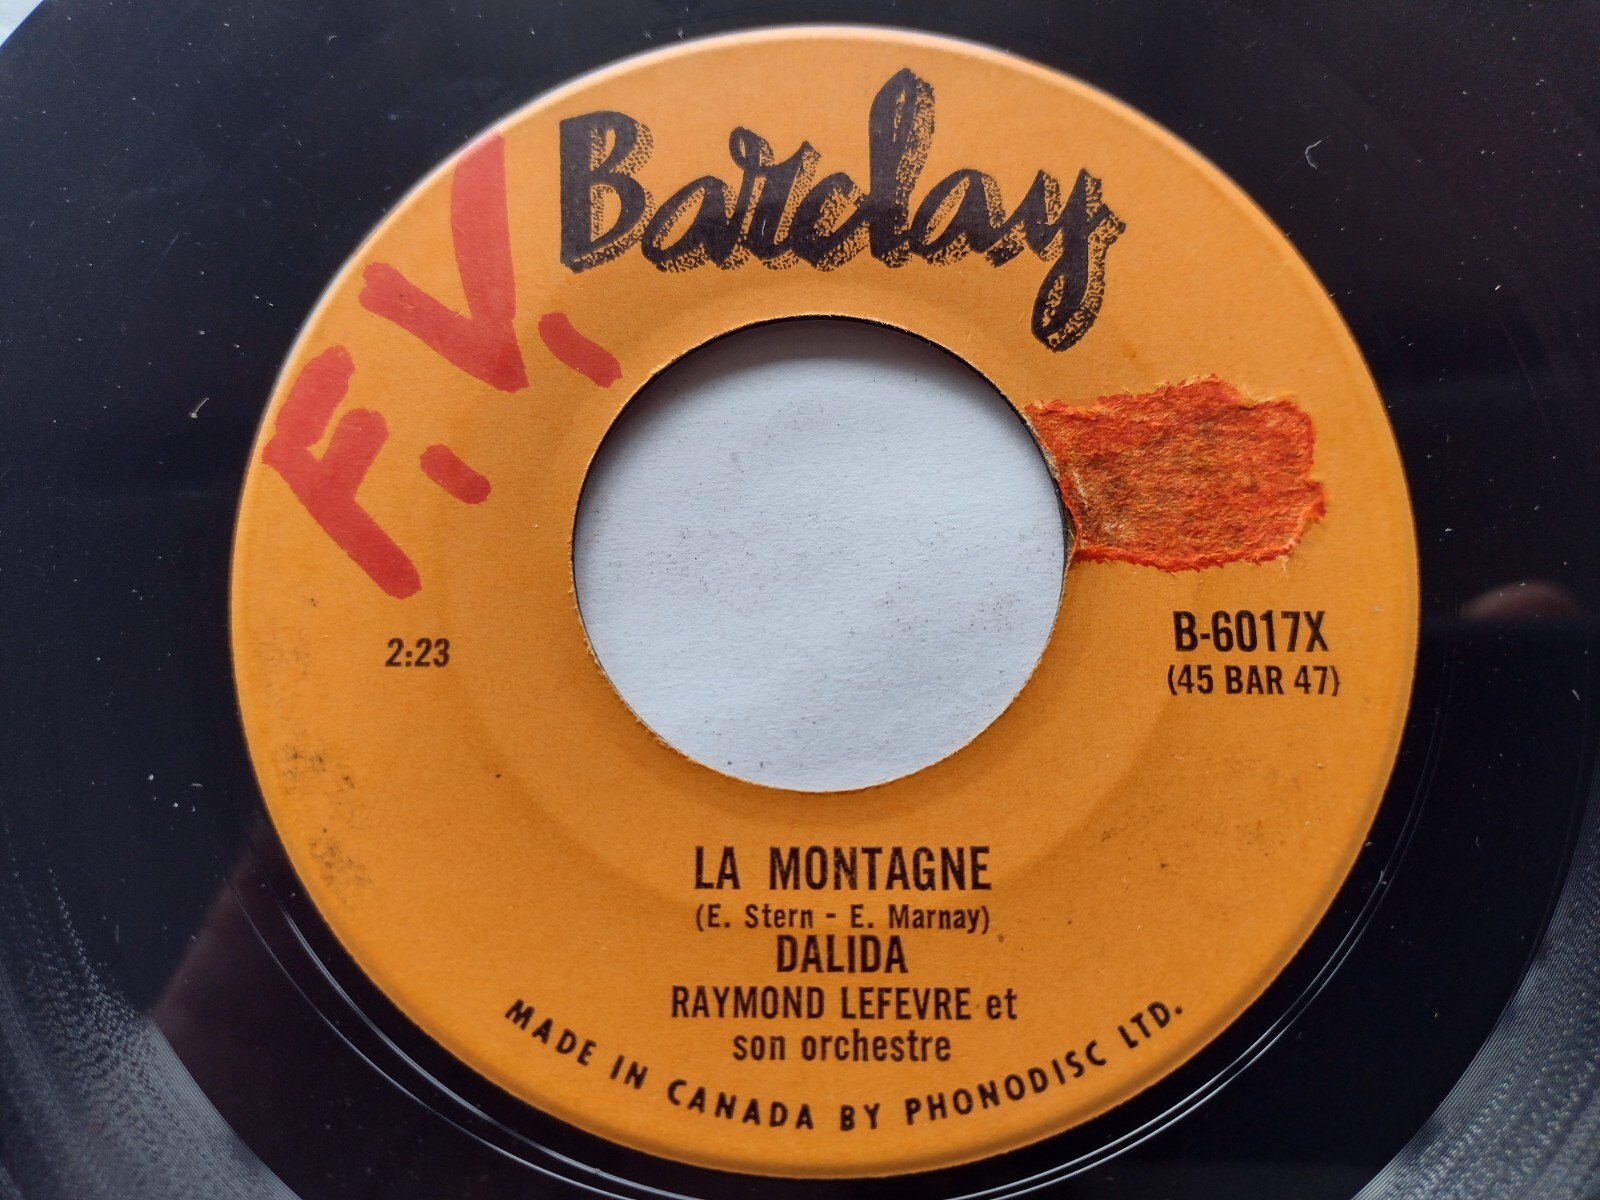 Barclay
F.V.
2:23
B-6017X
(45 BAR 47)
LA MONTAGNE
(E. Stern - E. Marnay)
DALIDA
RAYMOND LEFEVRE et
son orchestre
MADE IN CANADA BY PHONODISC LTD.